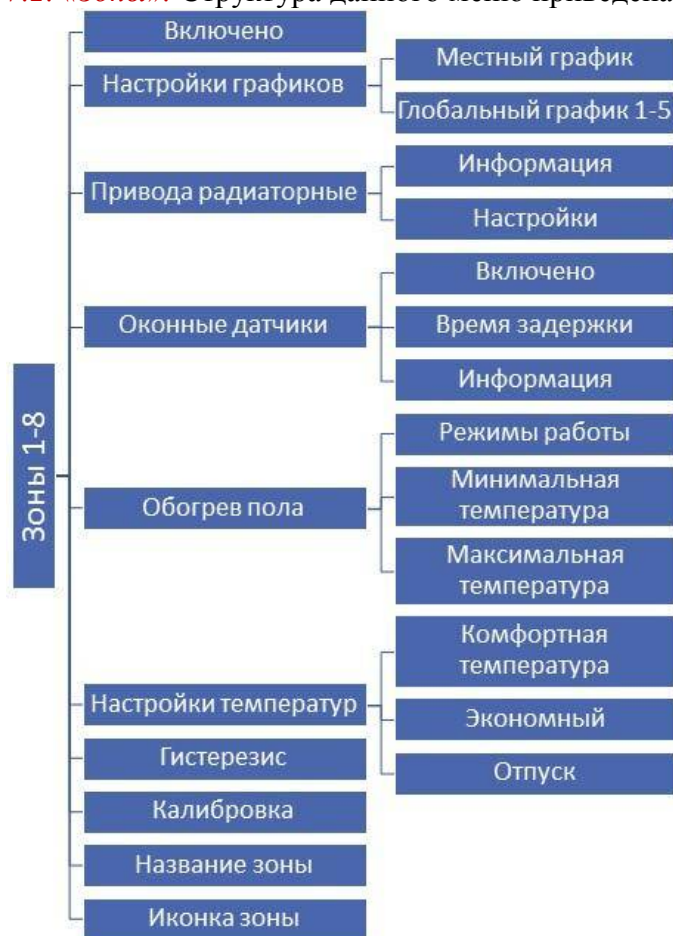 «Зоны». Структура данного меню приведена
Включено
Настройки графиков
Местный график
Глобальный график 1-5
Привода радиаторные
Информация
Настройки
Оконные датчики
Включено
Время задержки
Информация
Зоны 1-8
Обогрев пола
Режимы работы
Минимальная
температура
Максимальная
температура
Настройки температур
Комфортная
температура
Экономный
Отпуск
Гистерезис
Калибровка
Название зоны
Иконка зоны